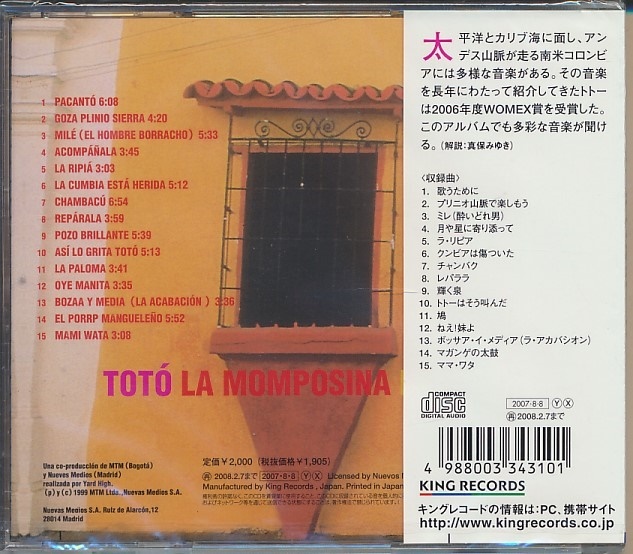 1 PACANTÓ 6:08
2 GOZA PLINIO SIERRA 4:20
3 MILÉ (EL HOMBRE BORRACHO) 5:33
4 ACOMPÁÑALA 3:45
5 LA RIPIÁ 3:03
6 LA CUMBIA ESTÁ HERIDA 5:12
7 CHAMBACÚ 6:54
8 REPÁRALA 3:59
9 POZO BRILLANTE 5:39
10 ASÍ LO GRITA TOTÓ 5:13
11 LA PALOMA 3:41
12 OYE MANITA 3:35
13 BOZAA Y MEDIA (LA ACABACIÓN ) 3:36
14 EL PORRP MANGUELEÑO 5:52
15 MAMI WATA 3:08
TOTÓ LA MOMPOSINA
Una co-producción de MTM (Bogotá)
y Nuevos Medios (Madrid)
realizada por Yard High.
(p) y (c) 1999 MTM Ltda.,Nuevas Medios S.A.
Nuevos Medios S.A. Ruiz de Alarcón,12
28014 Madrid
定価¥2,000 (税抜価格¥1,905)
再 2008.2.7まで 2007・8・8 Ⓨ Ⓧ Licensed by Nuevos
Manufactured by King Records , Japan. Printed in Japan
太平洋とカリブ海に面し、アン
デス山脈が走る南米コロンビ
アには多様な音楽がある。その音楽
を長年にわたって紹介してきたトトー
は2006年度WOMEX賞を受賞した。
このアルバムでも多彩な音楽が聞け
る。(解説:真保みゆき)
〈収録曲〉
1. 歌うために
2. プリニオ山脈で楽しもう
3. ミレ(酔いどれ男)
4. 月や星に寄り添って
5. ラ・リピア
6. クンビアは傷ついた
7. チャンバク
8. レパララ
9. 輝く泉
10. トトーはそう叫んだ
11. 鳩
12. ねえ!妹よ
13. ボッサア・イ・メディア(ラ・アカバシオン)
14. マガンゲの太鼓
15. ママ・ワタ
COMPACT
disc
DIGITAL AUDIO
2007・8・8 Ⓨ Ⓧ
再 2008.2.7まで
4 988003 343101
KING RECORDS
キングレコードの情報は:PC、携帯サイト
http://www.kingrecords.co.jp